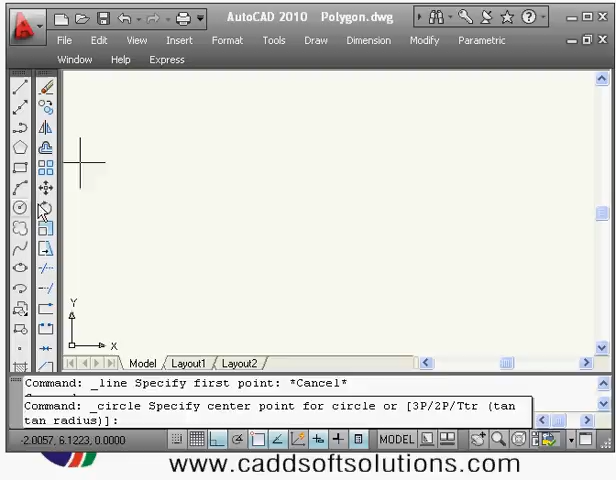 AutoCAD 2010 Polygon.dwg
File Edit View Insert Format Tools Draw Dimension Modify Parametric
Window Help Express
Y
X
Model Layout1 Layout2
Command: _line Specify first point: *Cancel*
Command: _circle Specify center point for circle or [3P/2P/Ttr (tan
tan radius)]:
-2.0057, 6.1223, 0.0000 MODEL
www.caddsoftsolutions.com